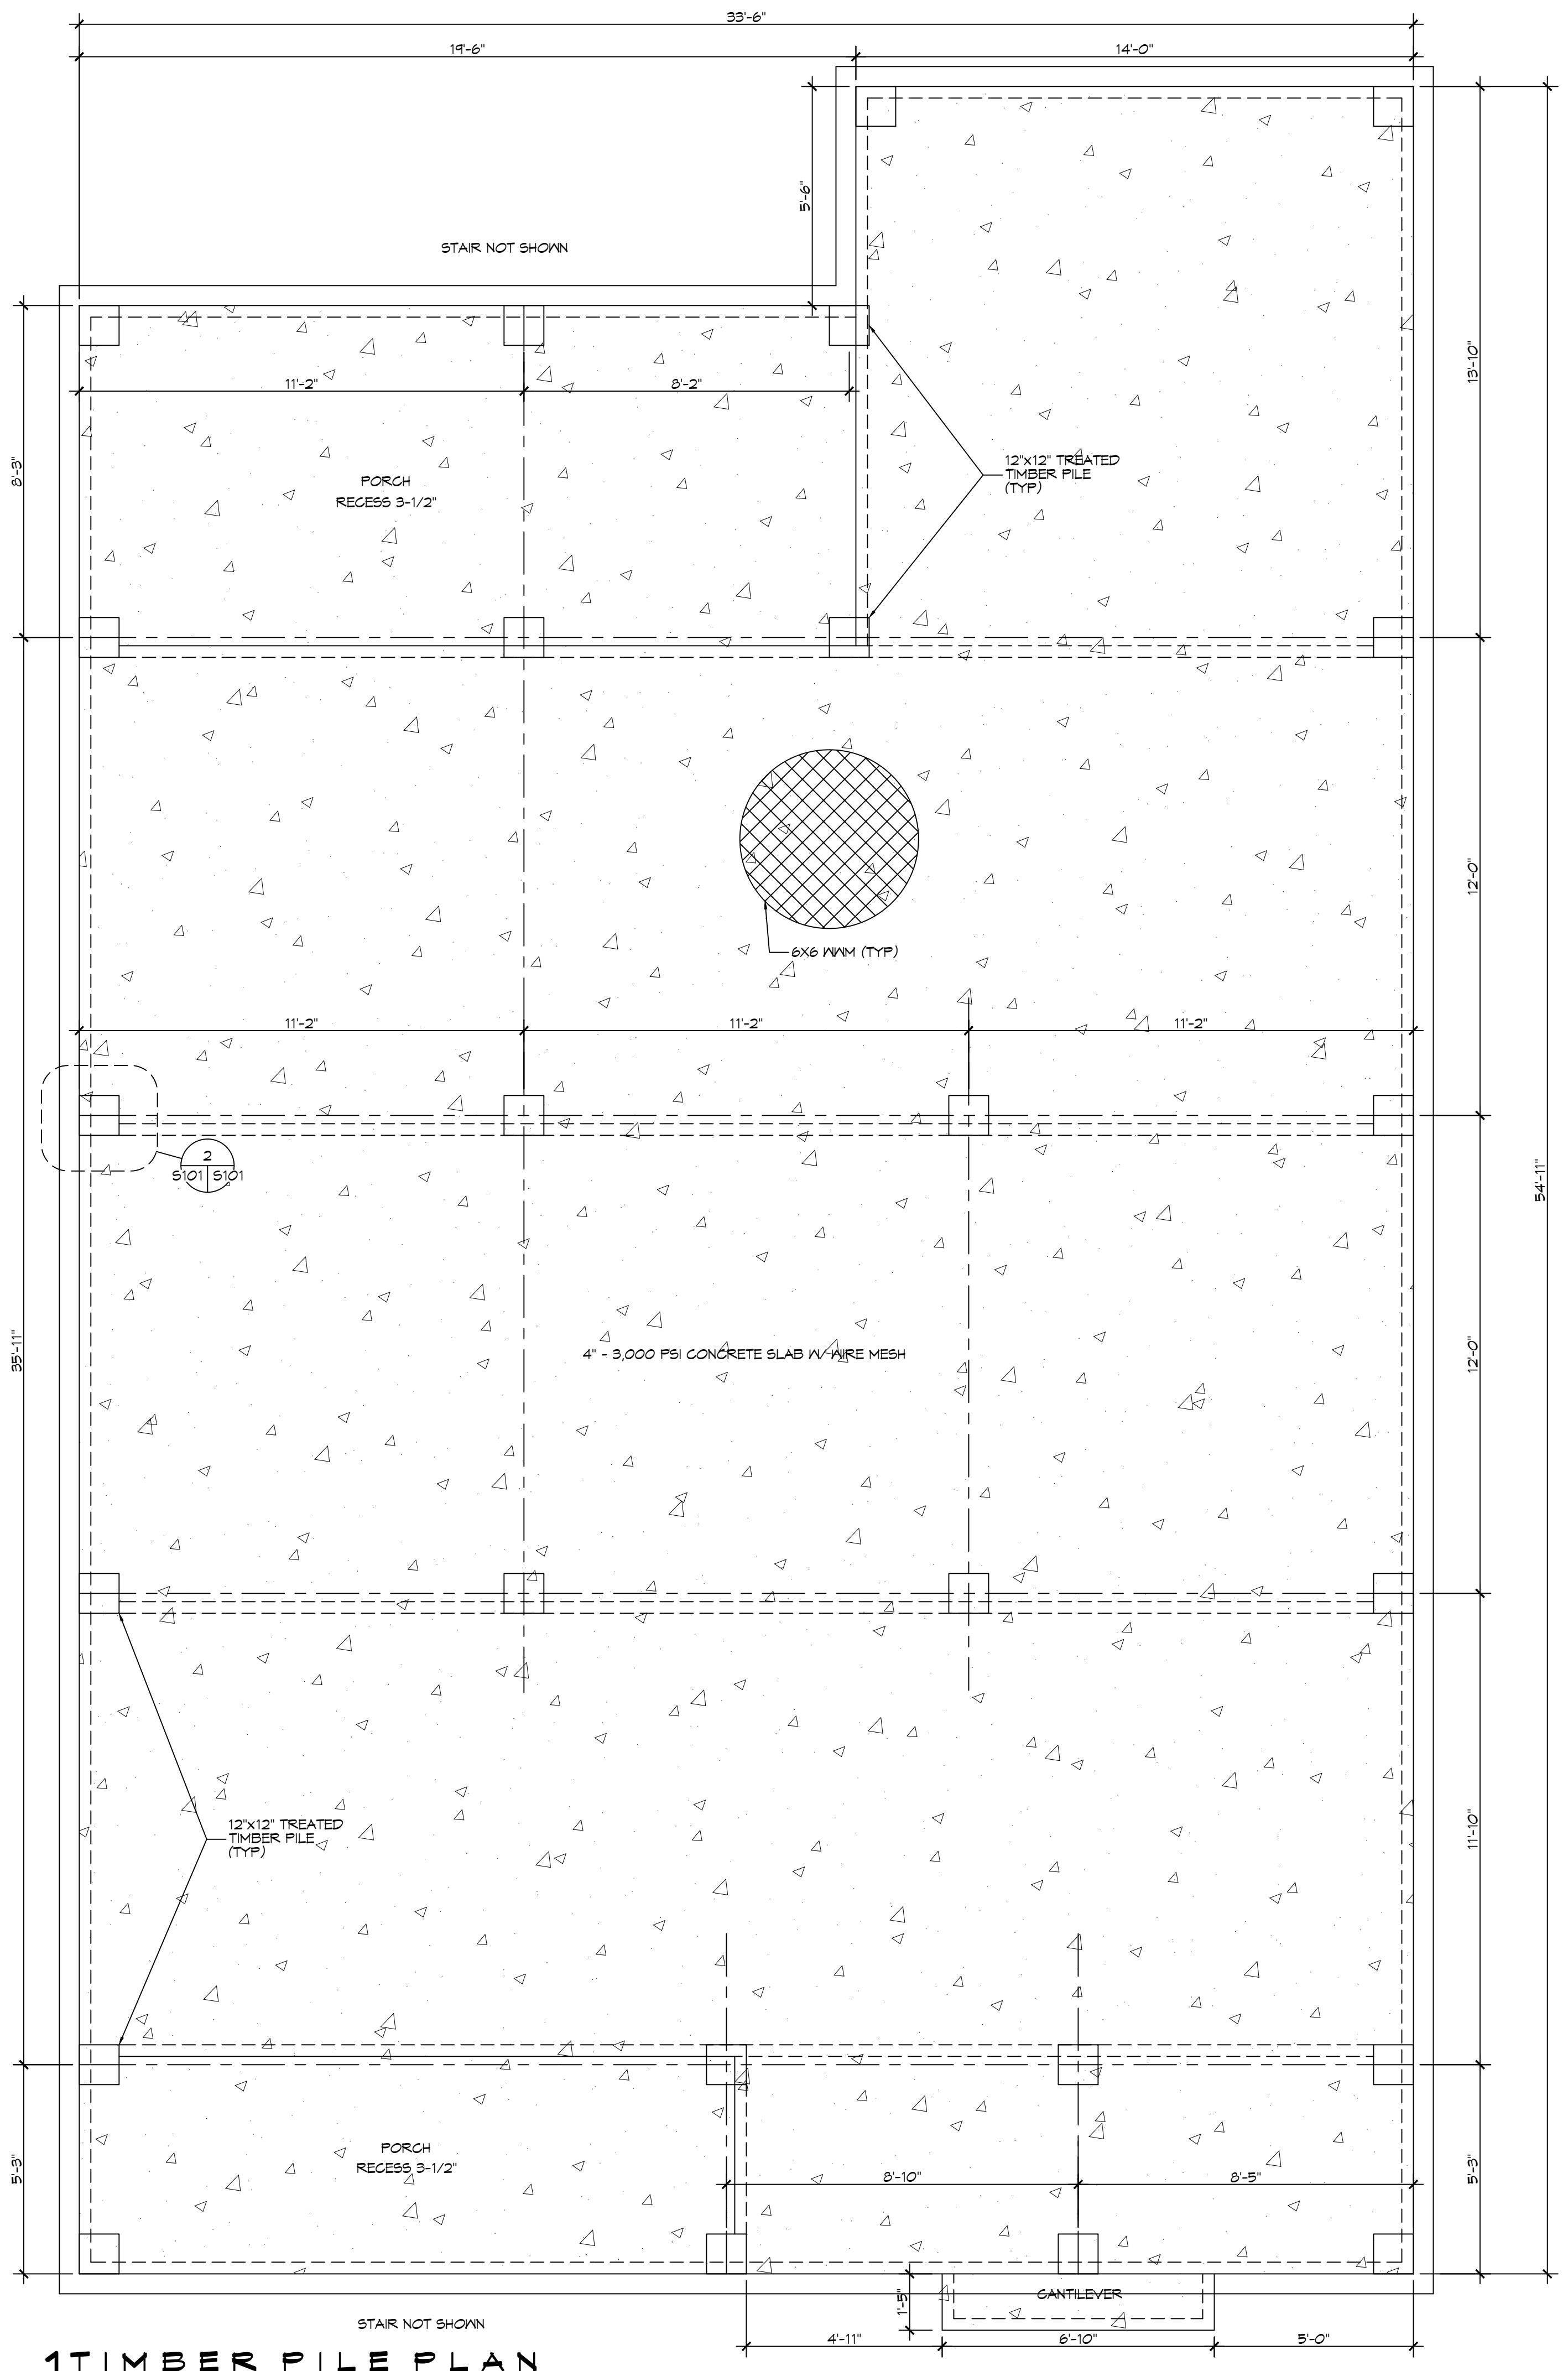 33'-6"
19'-6"
14'-0"
5'-6"
STAIR NOT SHOWN
11'-2"
8'-2"
13'-10"
8'-3"
12"x12" TREATED
TIMBER PILE
(TYP)
PORCH
RECESS 3-1/2"
12'-0"
6X6 WWM (TYP)
11'-2"
11'-2"
11'-2"
2
S101
S101
54'-11"
35'-11"
4" - 3,000 PSI CONCRETE SLAB W/ WIRE MESH
12'-0"
12"x12" TREATED
TIMBER PILE
(TYP)
11'-10"
PORCH
RECESS 3-1/2"
5'-3"
8'-10"
8'-5"
5'-3"
1'-5"
CANTILEVER
STAIR NOT SHOWN
4'-11"
6'-10"
5'-0"
1 TIMBER PILE PLAN